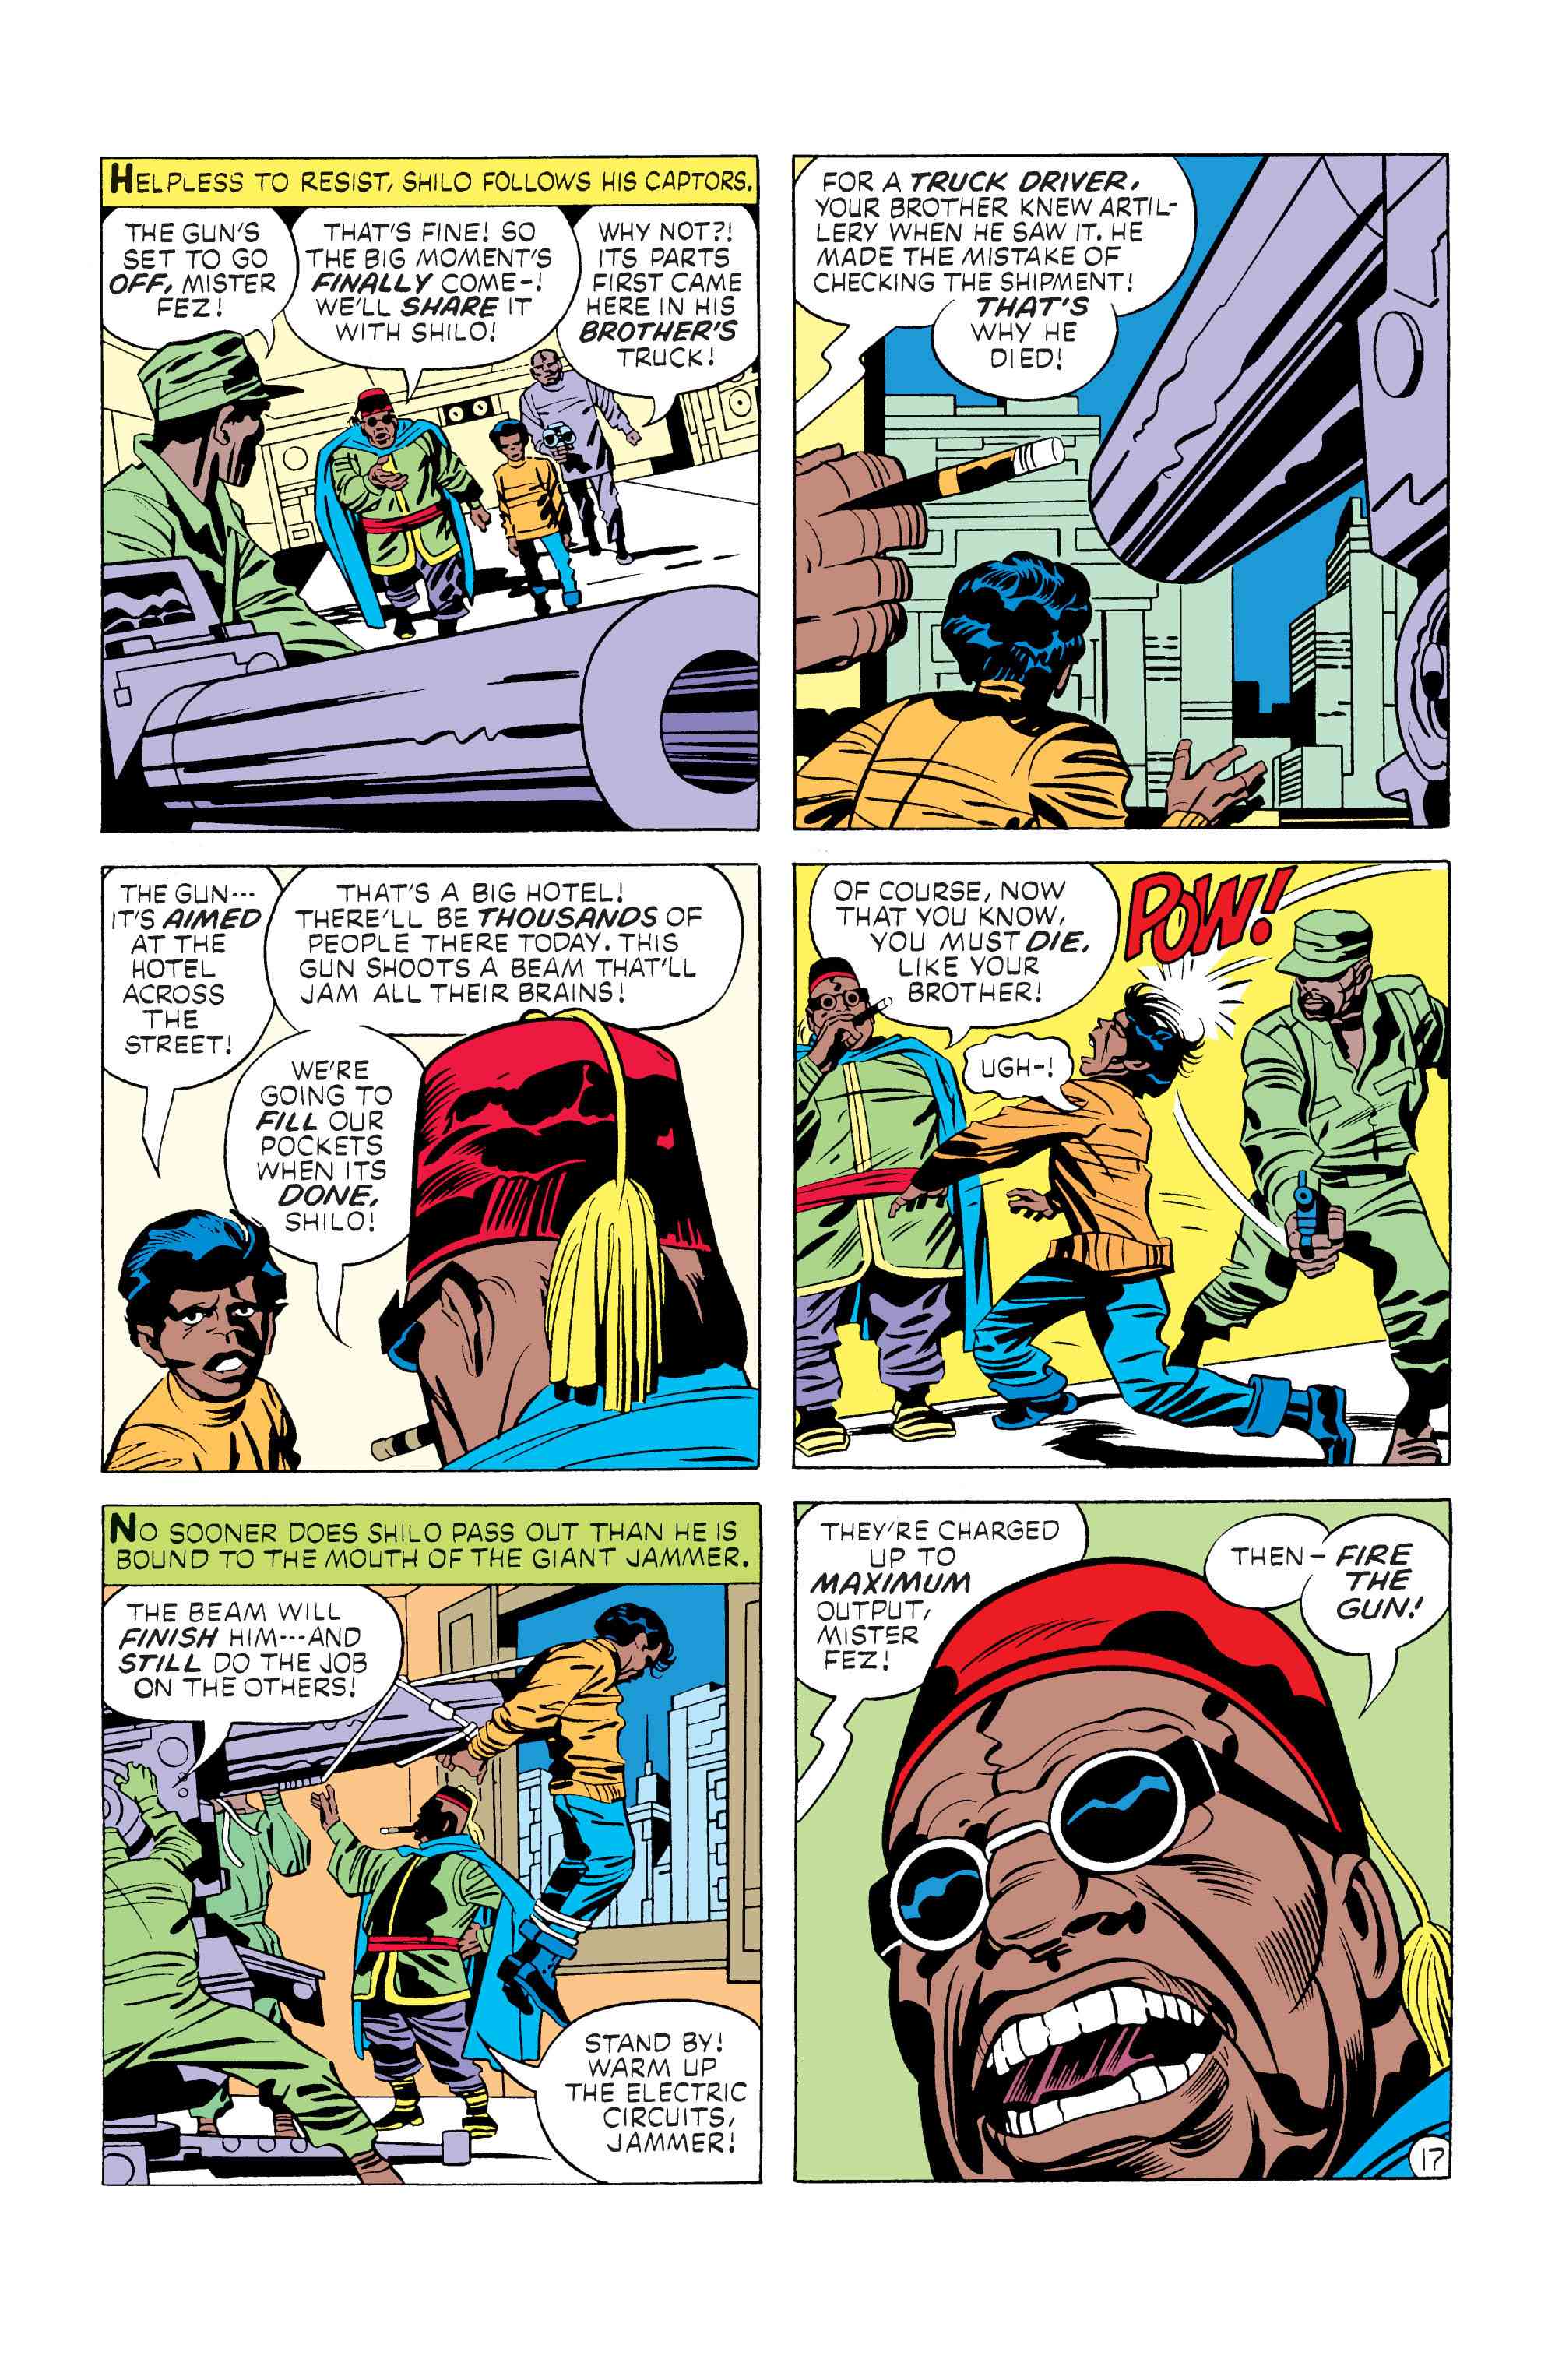 HELPLESS TO RESIST, SHILO FOLLOWS HIS CAPTORS.
THE GUN'S
SET TO GO
OFF, MISTER
FEZ!
THAT'S FINE! SO
THE BIG MOMENT'S
FINALLY COME-!
WE'LL SHARE IT
WITH SHILO!
WHY NOT?!
ITS PARTS
FIRST CAME
HERE IN HIS
BROTHER'S
TRUCK!
FOR A TRUCK DRIVER,
YOUR BROTHER KNEW ARTIL-
LERY WHEN HE SAW IT. HE
MADE THE MISTAKE OF
CHECKING THE SHIPMENT!
THAT'S
WHY HE
DIED!
THE GUN---
IT'S AIMED
AT THE
HOTEL
ACROSS
THE
STREET!
THAT'S A BIG HOTEL!
THERE'LL BE THOUSANDS OF
PEOPLE THERE TODAY. THIS
GUN SHOOTS A BEAM THAT'LL
JAM ALL THEIR BRAINS!
WE'RE
GOING TO
FILL OUR
POCKETS
WHEN ITS
DONE,
SHILO!
OF COURSE, NOW
THAT YOU KNOW,
YOU MUST DIE.
LIKE YOUR
BROTHER!
POW!
UGH-!
NO SOONER DOES SHILO PASS OUT THAN HE IS
BOUND TO THE MOUTH OF THE GIANT JAMMER.
THE BEAM WILL
FINISH HIM---AND
STILL DO THE JOB
ON THE OTHERS!
STAND BY!
WARM UP
THE ELECTRIC
CIRCUITS,
JAMMER!
THEY'RE CHARGED
UP TO
MAXIMUM
OUTPUT,
MISTER
FEZ!
THEN- FIRE
THE
GUN!
17